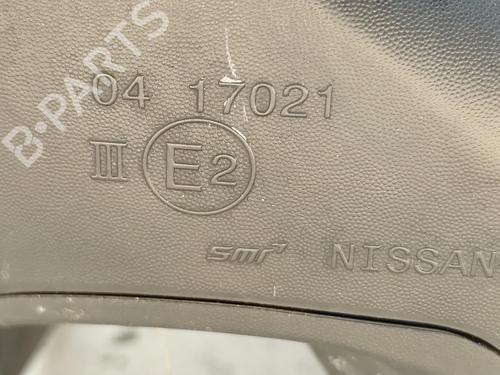 B-PARTS
04 17021
III E2
smr NISSAN